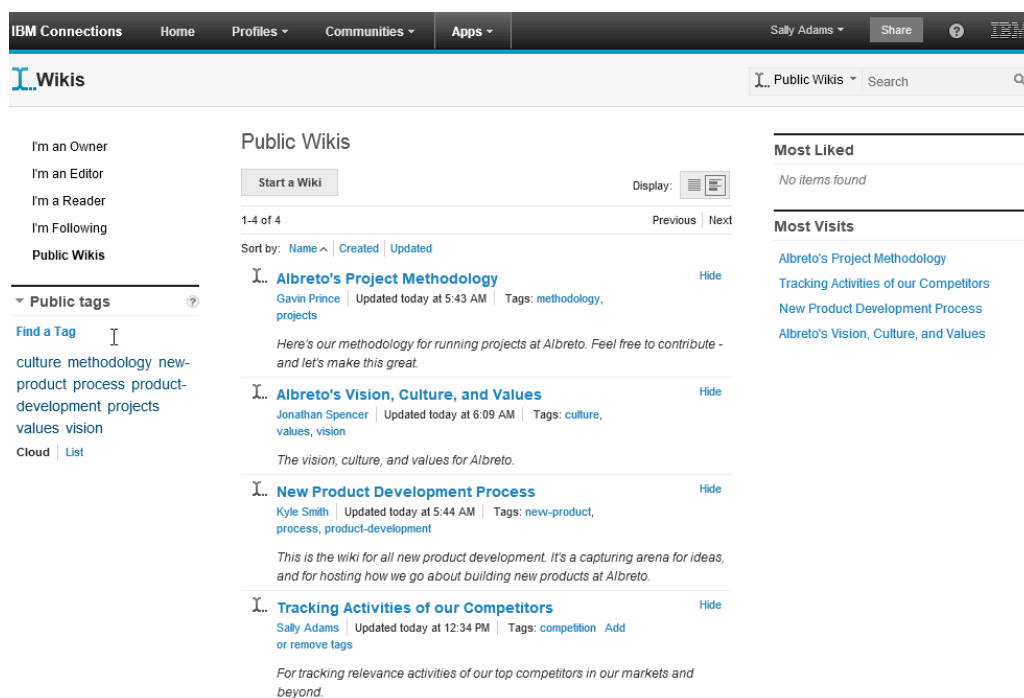 IBM Connections Home Profiles Communities Apps Sally Adams Share ? IBM
Wikis
Public Wikis Search
I'm an Owner
I'm an Editor
I'm a Reader
I'm Following
Public Wikis
Public tags ?
Find a Tag
culture methodology new-
product process product-
development projects
values vision
Cloud List
Public Wikis
Start a Wiki
Display:
1-4 of 4 Previous Next
Sort by: Name Created Updated
Albreto's Project Methodology Hide
Gavin Prince Updated today at 5:43 AM Tags: methodology,
projects
Here's our methodology for running projects at Albreto. Feel free to contribute -
and let's make this great.
Albreto's Vision, Culture, and Values Hide
Jonathan Spencer Updated today at 6:09 AM Tags: culture,
values, vision
The vision, culture, and values for Albreto.
New Product Development Process Hide
Kyle Smith Updated today at 5:44 AM Tags: new-product,
process, product-development
This is the wiki for all new product development. It's a capturing arena for ideas,
and for hosting how we go about building new products at Albreto.
Tracking Activities of our Competitors Hide
Sally Adams Updated today at 12:34 PM Tags: competition Add
or remove tags
For tracking relevance activities of our top competitors in our markets and
beyond.
Most Liked
No items found
Most Visits
Albreto's Project Methodology
Tracking Activities of our Competitors
New Product Development Process
Albreto's Vision, Culture, and Values